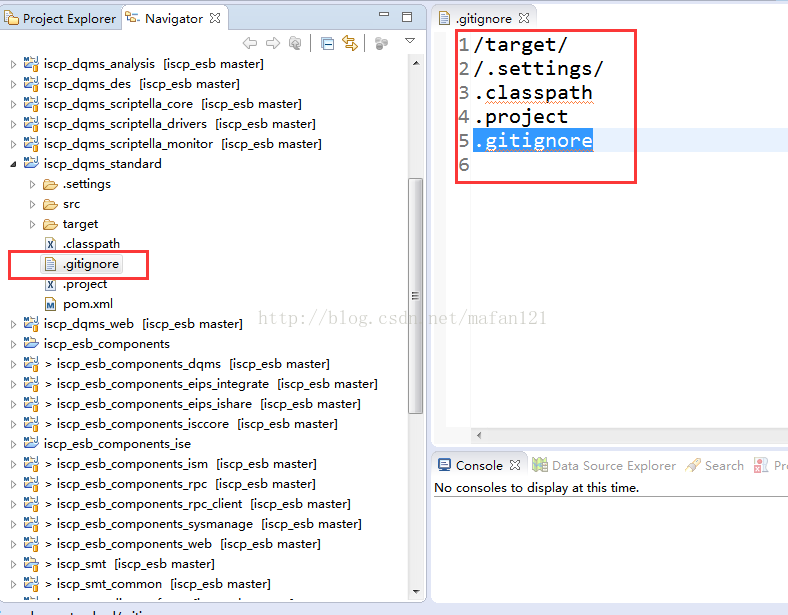 Project Explorer
Navigator
iscp_dqms_analysis [iscp_esb master]
iscp_dqms_des [iscp_esb master]
iscp_dqms_scriptella_core [iscp_esb master]
iscp_dqms_scriptella_drivers [iscp_esb master]
iscp_dqms_scriptella_monitor [iscp_esb master]
iscp_dqms_standard
.settings
src
target
.classpath
.gitignore
.project
pom.xml
iscp_dqms_web [iscp_esb master]
iscp_esb_components
> iscp_esb_components_dqms [iscp_esb master]
> iscp_esb_components_eips_integrate [iscp_esb master]
> iscp_esb_components_eips_ishare [iscp_esb master]
> iscp_esb_components_isccore [iscp_esb master]
iscp_esb_components_ise
> iscp_esb_components_ism [iscp_esb master]
> iscp_esb_components_rpc [iscp_esb master]
> iscp_esb_components_rpc_client [iscp_esb master]
> iscp_esb_components_sysmanage [iscp_esb master]
> iscp_esb_components_web [iscp_esb master]
> iscp_smt [iscp_esb master]
> iscp_smt_common [iscp_esb master]
.gitignore
1 /target/
2 /.settings/
3 .classpath
4 .project
5 .gitignore
6
http://blog.csdn.net/mafan121
Console
Data Source Explorer
Search
No consoles to display at this time.